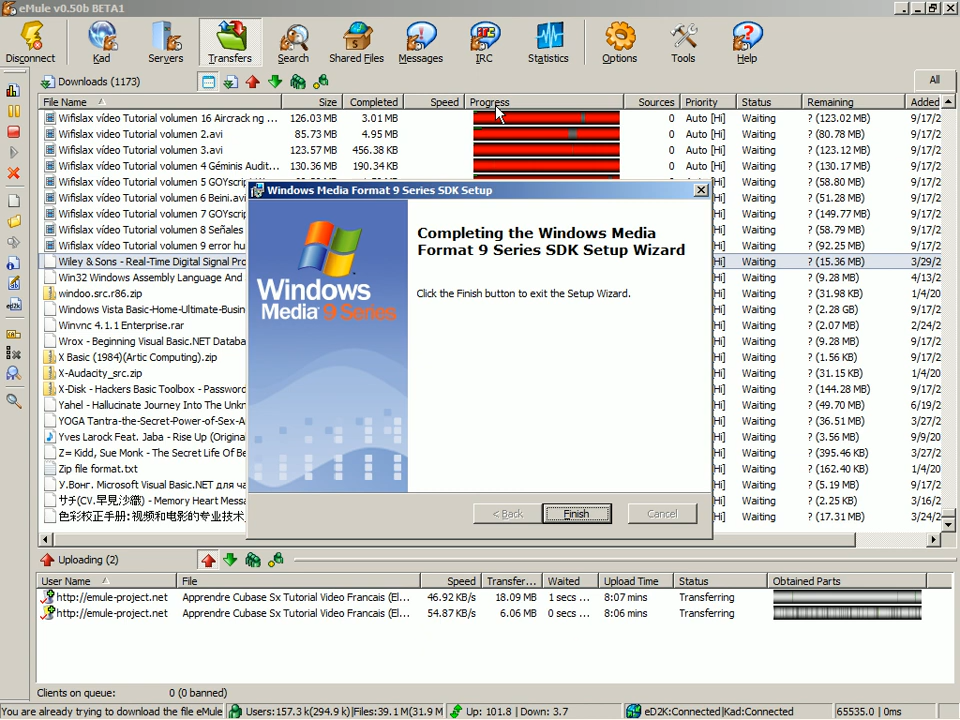 eMule v0.50b BETA1
Disconnect Kad Servers Transfers Search Shared Files Messages IRC Statistics Options Tools Help
Downloads (1173) All
File Name Size Completed Speed Progress Sources Priority Status Remaining Added
Wifislax vídeo Tutorial volumen 16 Aircrack ng ... 126.03 MB 3.01 MB 0 Auto [Hi] Waiting ? (123.02 MB) 9/17/2
Wifislax vídeo Tutorial volumen 2.avi 85.73 MB 4.95 MB 0 Auto [Hi] Waiting ? (80.78 MB) 9/17/2
Wifislax vídeo Tutorial volumen 3.avi 123.57 MB 456.38 KB 0 Auto [Hi] Waiting ? (123.12 MB) 9/17/2
Wifislax vídeo Tutorial volumen 4 Géminis Audit... 130.36 MB 190.34 KB 0 Auto [Hi] Waiting ? (130.17 MB) 9/17/2
Wifislax vídeo Tutorial volumen 5 GOYscrip [Hi] Waiting ? (58.80 MB) 9/17/2
Wifislax vídeo Tutorial volumen 6 Beini.avi [Hi] Waiting ? (51.28 MB) 9/17/2
Wifislax vídeo Tutorial volumen 7 GOYscrip [Hi] Waiting ? (149.77 MB) 9/17/2
Wifislax vídeo Tutorial volumen 8 Señales [Hi] Waiting ? (58.79 MB) 9/17/2
Wifislax vídeo Tutorial volumen 9 error hu [Hi] Waiting ? (92.25 MB) 9/17/2
Wiley & Sons - Real-Time Digital Signal Pro [Hi] Waiting ? (15.36 MB) 3/29/2
Win32 Windows Assembly Language And [Hi] Waiting ? (9.28 MB) 4/13/2
windoo.src.r86.zip [Hi] Waiting ? (31.98 KB) 1/4/20
Windows Vista Basic-Home-Ultimate-Busin [Hi] Waiting ? (2.28 GB) 9/17/2
Winvnc 4.1.1 Enterprise.rar [Hi] Waiting ? (2.07 MB) 2/24/2
Wrox - Beginning Visual Basic.NET Databa [Hi] Waiting ? (9.28 MB) 9/17/2
X Basic (1984)(Artic Computing).zip [Hi] Waiting ? (1.56 KB) 9/17/2
X-Audacity_src.zip [Hi] Waiting ? (31.15 KB) 1/4/20
X-Disk - Hackers Basic Toolbox - Password [Hi] Waiting ? (144.28 MB) 9/17/2
Yahel - Hallucinate Journey Into The Unkn [Hi] Waiting ? (49.70 MB) 6/19/2
YOGA Tantra-the-Secret-Power-of-Sex-A [Hi] Waiting ? (36.51 MB) 3/27/2
Yves Larock Feat. Jaba - Rise Up (Origina [Hi] Waiting ? (3.56 MB) 9/9/20
Z= Kidd, Sue Monk - The Secret Life Of Be [Hi] Waiting ? (395.46 KB) 3/27/2
Zip file format.txt [Hi] Waiting ? (162.40 KB) 1/4/20
У.Вонг. Microsoft Visual Basic.NET для ча [Hi] Waiting ? (5.19 MB) 9/17/2
サチ(CV.早見沙織) - Memory Heart Messa [Hi] Waiting ? (2.25 KB) 3/16/2
色彩校正手册:视频和电影的专业技术 [Hi] Waiting ? (17.31 MB) 3/24/2
Windows Media Format 9 Series SDK Setup
Windows
Media 9 Series
Completing the Windows Media
Format 9 Series SDK Setup Wizard
Click the Finish button to exit the Setup Wizard.
< Back Finish Cancel
Uploading (2)
User Name File Speed Transfer... Waited Upload Time Status Obtained Parts
http://emule-project.net Apprendre Cubase Sx Tutorial Video Francais (El... 46.92 KB/s 18.09 MB 1 secs ... 8:07 mins Transferring
http://emule-project.net Apprendre Cubase Sx Tutorial Video Francais (El... 54.87 KB/s 6.06 MB 0 secs ... 8:06 mins Transferring
Clients on queue: 0 (0 banned)
You are already trying to download the file eMule Users:157.3 k(294.9 k)|Files:39.1 M(31.9 M Up: 101.8 | Down: 3.7 eD2K:Connected|Kad:Connected 65535.0 | 0ms